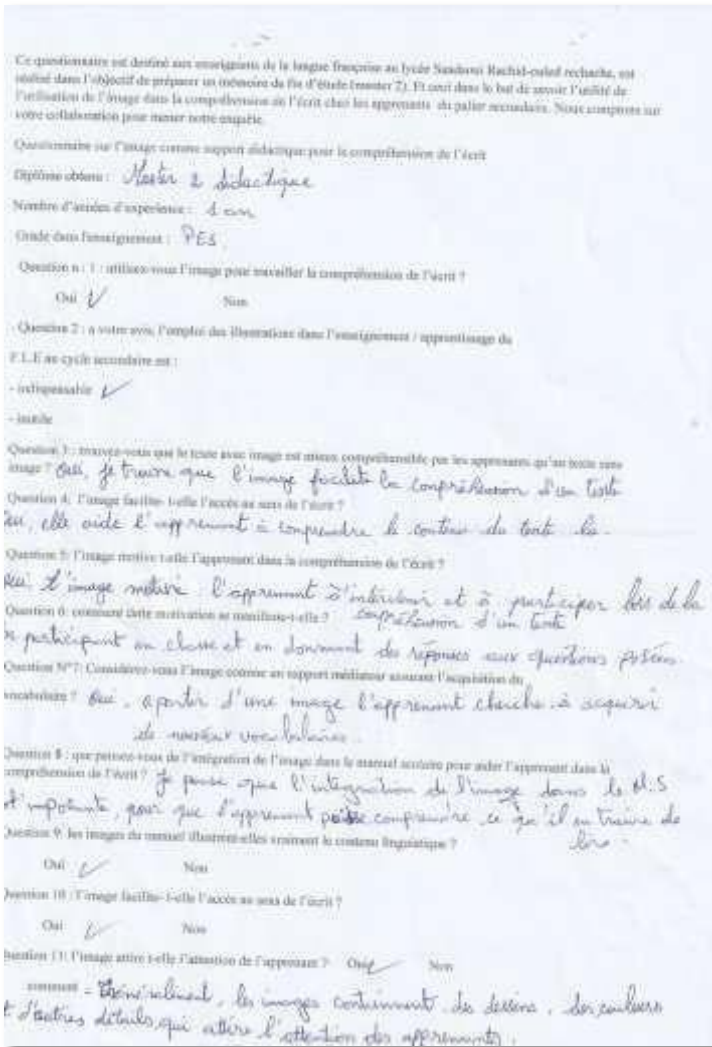 Ce questionnaire est destiné aux enseignants de la langue française au lycée Saadaoui Rachid-ouled rechache, est
réalisé dans l'objectif de préparer un mémoire de fin d'étude (master 2). Et ceci dans le but de savoir l'utilité de
l'utilisation de l'image dans la compréhension de l'écrit chez les apprenants du palier secondaire. Nous comptons sur
votre collaboration pour mener notre enquête.
Questionnaire sur l'image comme support didactique pour la compréhension de l'écrit
Diplôme obtenu : Master 2 didactique
Nombre d'années d'expérience : 1 an
Grade dans l'enseignement : PES.
Question n : 1 : utilisez-vous l'image pour travailler la compréhension de l'écrit ?
Oui ✓ Non
- Question 2 : a votre avis, l'emploi des illustrations dans l'enseignement / apprentissage du
F.L.E au cycle secondaire est :
- indispensable ✓
- inutile
Question 3 : trouvez-vous que le texte avec image est mieux compréhensible par les apprenants qu'un texte sans
image ? Oui, je trouve que l'image facilite la compréhension d'un texte
Question 4: l'image facilite- t-elle l'accès au sens de l'écrit ?
oui, elle aide l'apprenant à comprendre le contenu du texte
Question 5: l'image motive t-elle l'apprenant dans la compréhension de l'écrit ?
oui l'image motive l'apprenant à intervenir et à participer lors de la
compréhension d'un texte
Question 6: comment cette motivation se manifeste-t-elle ?
participant en classe et en donnant des réponses aux questions posées.
Question N°7: Considérez-vous l'image comme un support médiateur assurant l'acquisition du
vocabulaire ? Oui, apartir d'une image l'apprenant cherche à acquérir
de nouveau vocabulaires.
Question 8 : que pensez-vous de l'intégration de l'image dans le manuel scolaire pour aider l'apprenant dans la
compréhension de l'écrit ? Je pense que l'intégration de l'image dans le M.S
impotante, pour que l'apprenant puisse comprendre ce qu'il en traine de
lire.
Question 9: les images du manuel illustrent-elles vraiment le contenu linguistique ?
Oui ✓ Non
Question 10 : l'image facilite- t-elle l'accès au sens de l'écrit ?
Oui ✓ Non
Question 11: l'image attire t-elle l'attention de l'apprenant ? Oui ✓ Non
comment - Généralement, les images contiennent des dessins, des couleurs
et d'autres détails qui attire l'attention des apprenants.